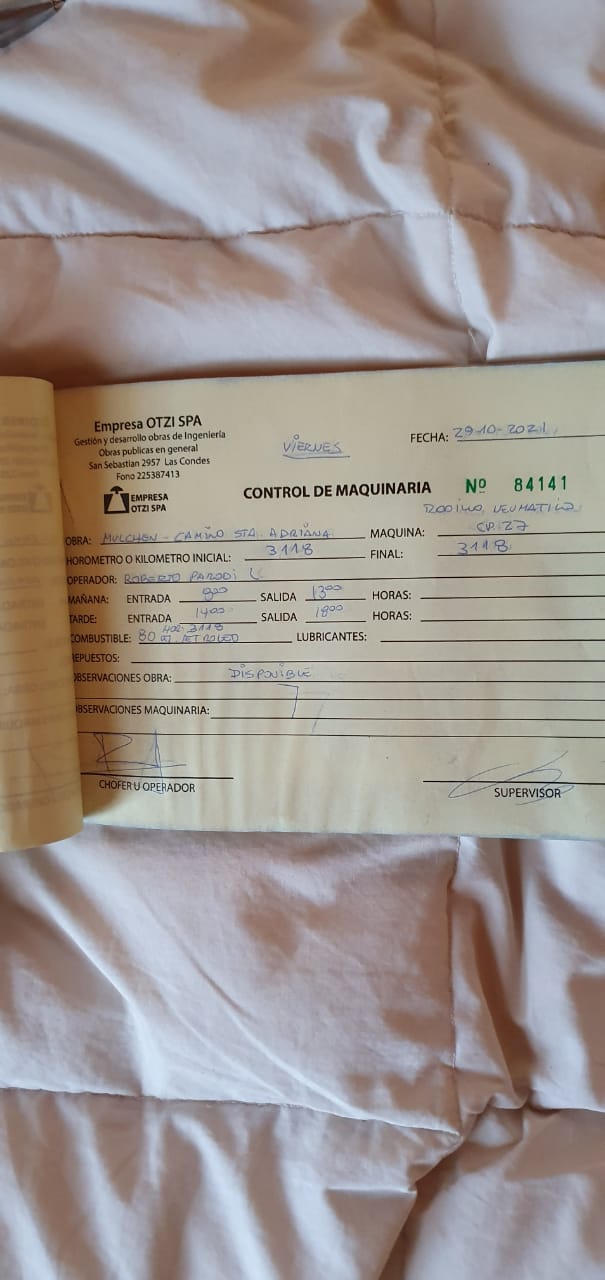 Empresa OTZI SPA
Gestión y desarrollo obras de Ingeniería
Obras publicas en general
San Sebastian 2957 Las Condes
Fono 225387413
EMPRESA
OTZI SPA
VIERNES
FECHA: 29-10-2021
CONTROL DE MAQUINARIA Nº 84141
RODILLO NEUMATICO
OBRA: MULCHEN - CAMINO STA. ADRIANA MAQUINA: CP. 27
HOROMETRO O KILOMETRO INICIAL: 3118 FINAL: 3118
OPERADOR: ROBERTO PARODI
MAÑANA: ENTRADA 8:00 SALIDA 13:00 HORAS:
TARDE: ENTRADA 14:00 SALIDA 18:00 HORAS:
HOR. 3118
COMBUSTIBLE: 80 PETROLEO LUBRICANTES:
EPUESTOS:
OBSERVACIONES OBRA: DISPONIBLE
OBSERVACIONES MAQUINARIA:
CHOFER U OPERADOR SUPERVISOR